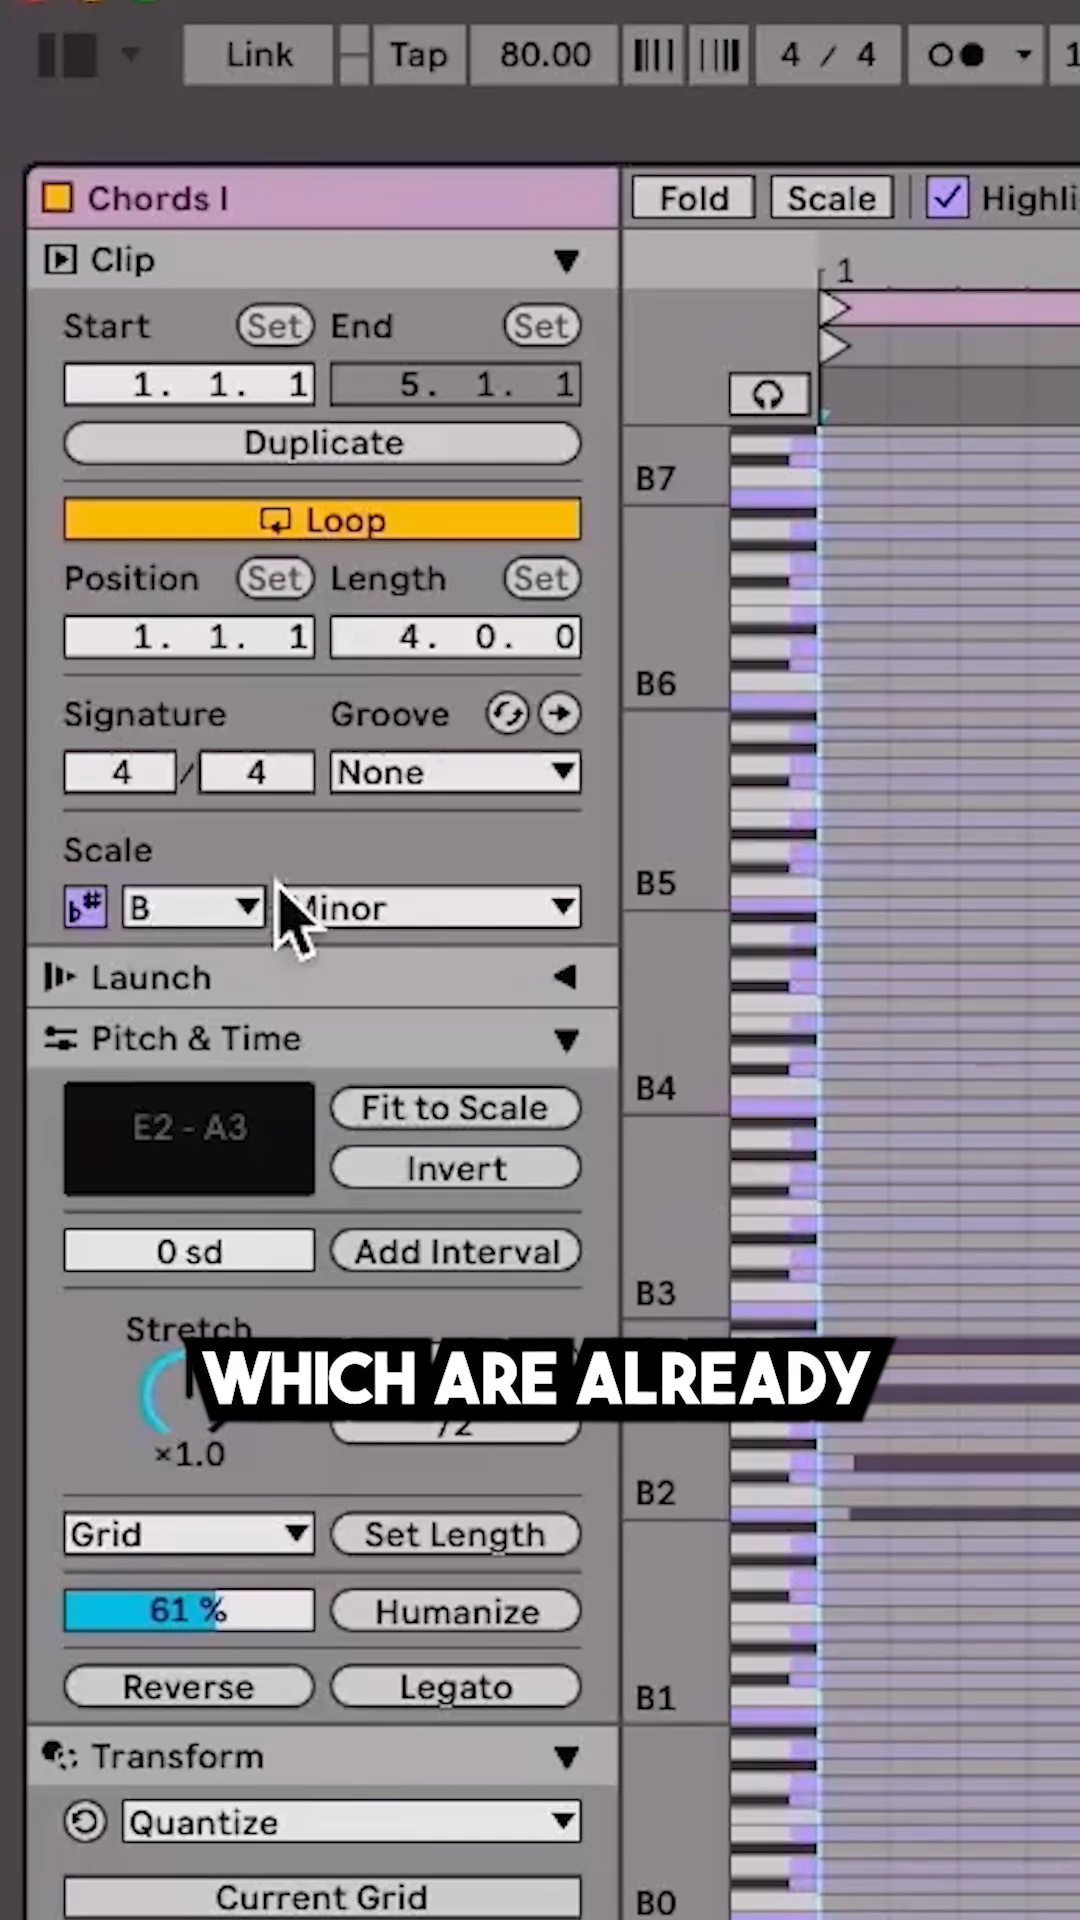 Link Tap 80.00 4 / 4
Chords I Fold Scale Highli
Clip
1
Start Set End Set
1. 1. 1 5. 1. 1
Duplicate
B7
Loop
Position Set Length Set
1. 1. 1 4. 0. 0
B6
Signature Groove
4 / 4 None
Scale
B5
b# B Minor
Launch
Pitch & Time
B4
E2 - A3 Fit to Scale
Invert
0 sd Add Interval
B3
Stretch
WHICH ARE ALREADY
/2
×1.0
B2
Grid Set Length
61 % Humanize
Reverse Legato
B1
Transform
Quantize
Current Grid
B0